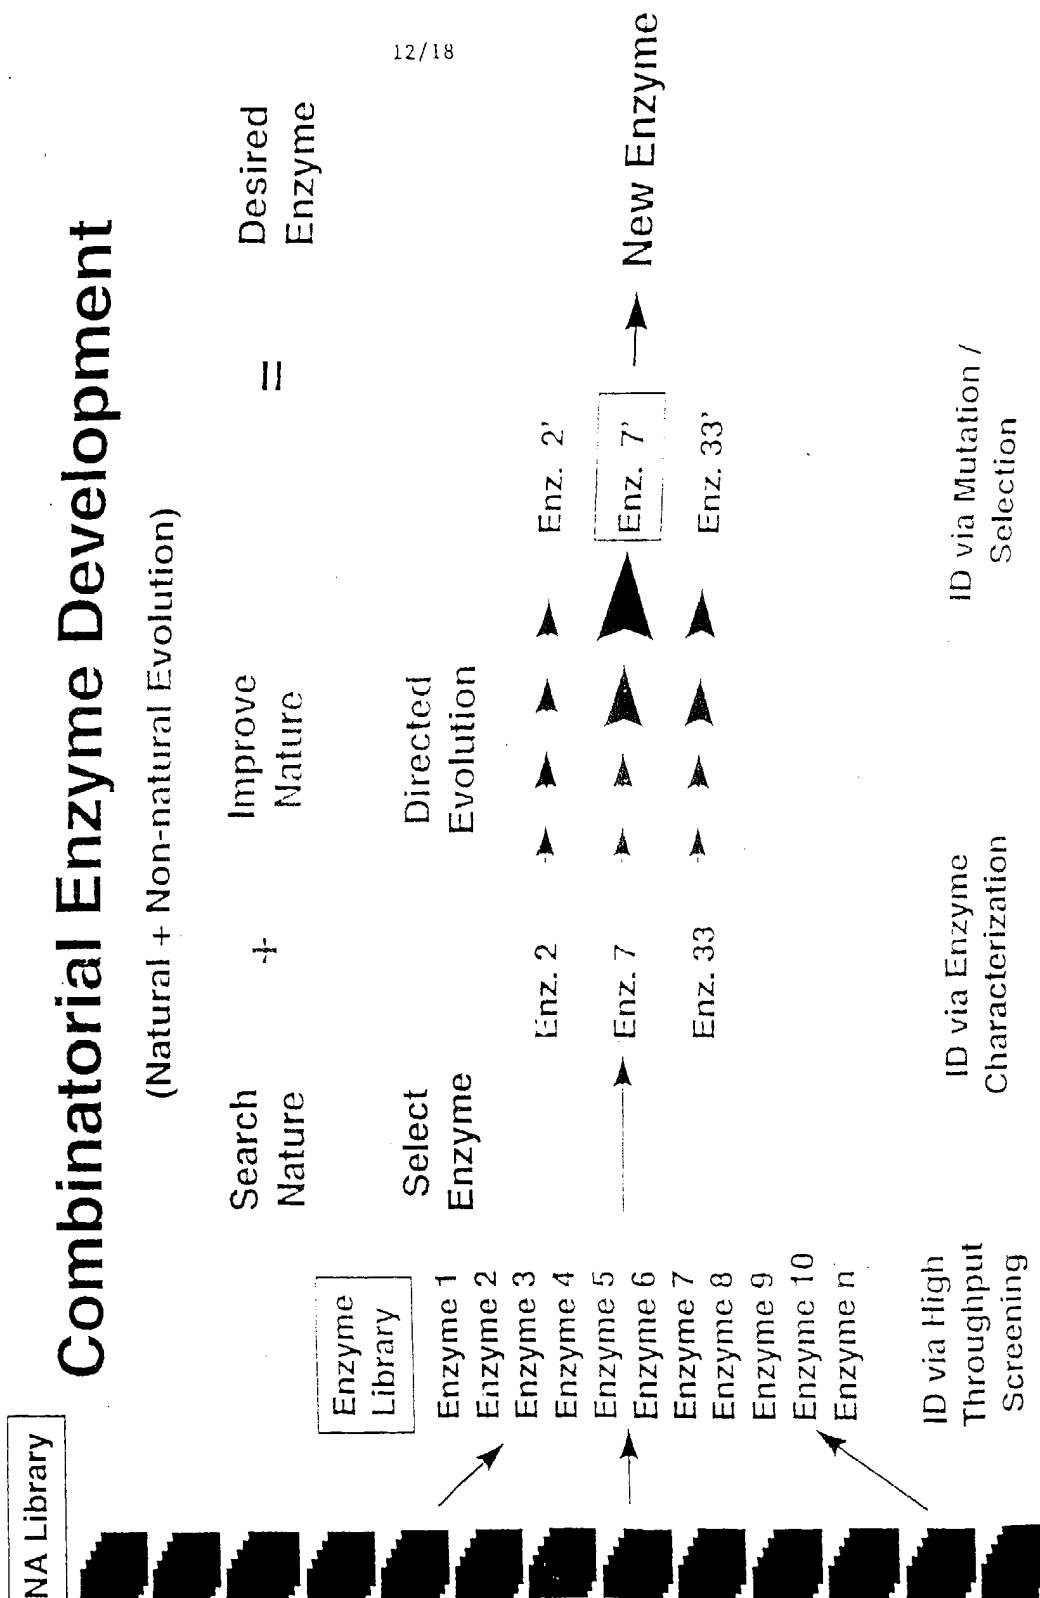 12/18
NA Library
Combinatorial Enzyme Development
(Natural + Non-natural Evolution)
Search
Nature
+
Improve
Nature
=
Desired
Enzyme
Enzyme
Library
Select
Enzyme
Directed
Evolution
Enzyme 1
Enzyme 2
Enzyme 3
Enzyme 4
Enzyme 5
Enzyme 6
Enzyme 7
Enzyme 8
Enzyme 9
Enzyme 10
Enzyme n
Enz. 2
Enz. 7
Enz. 33
Enz. 2'
Enz. 7'
Enz. 33'
New Enzyme
ID via High
Throughput
Screening
ID via Enzyme
Characterization
ID via Mutation /
Selection